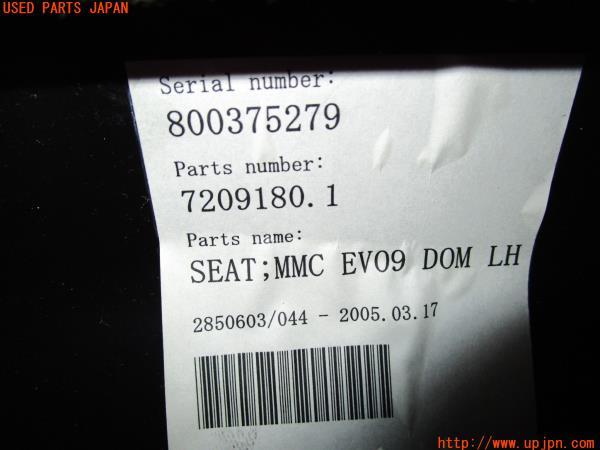 USED PARTS JAPAN
Serial number:
800375279
Parts number:
7209180.1
Parts name:
SEAT;MMC EVO9 DOM LH
2850603/044 - 2005.03.17
http://www.upjpn.com/